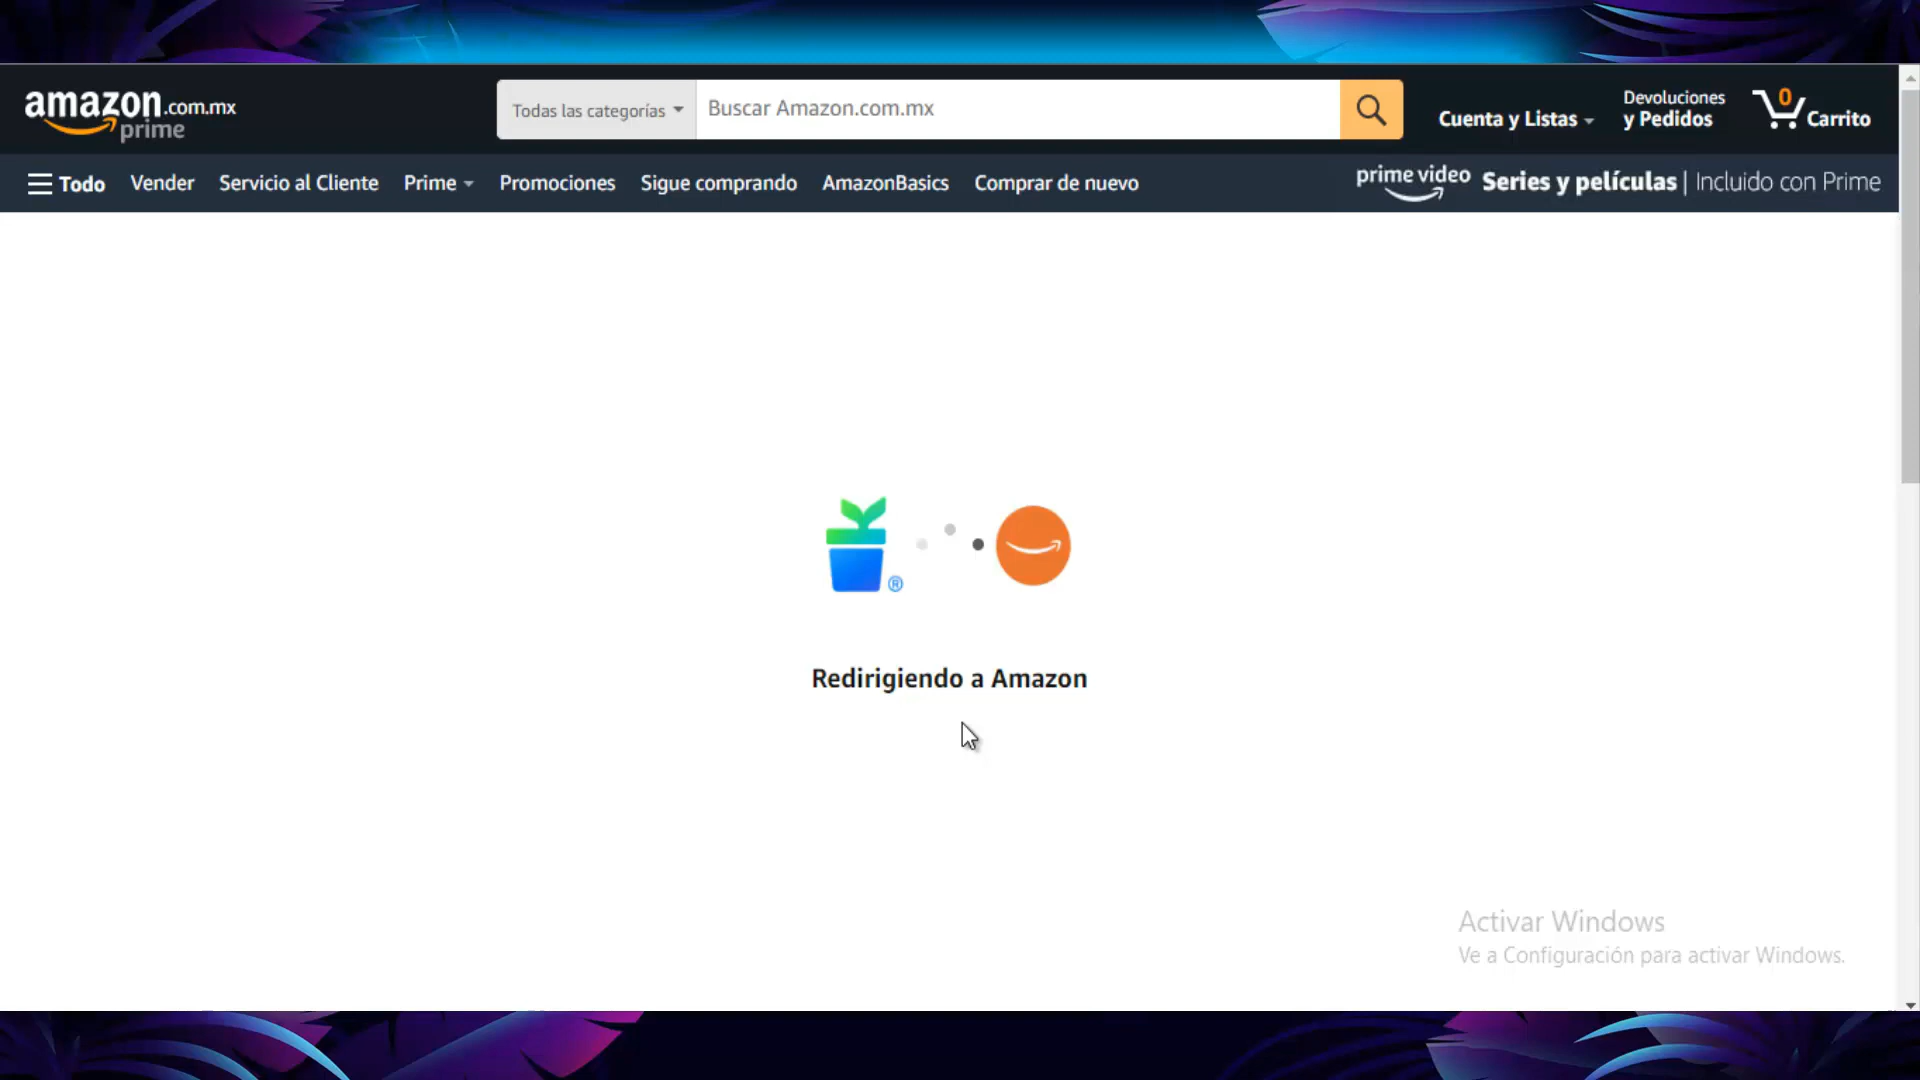 amazon.com.mx
prime
Todas las categorías
Buscar Amazon.com.mx
Cuenta y Listas
Devoluciones
y Pedidos
0
Carrito
Todo
Vender
Servicio al Cliente
Prime
Promociones
Sigue comprando
AmazonBasics
Comprar de nuevo
prime video
Series y películas | Incluido con Prime
®
Redirigiendo a Amazon
Activar Windows
Ve a Configuración para activar Windows.